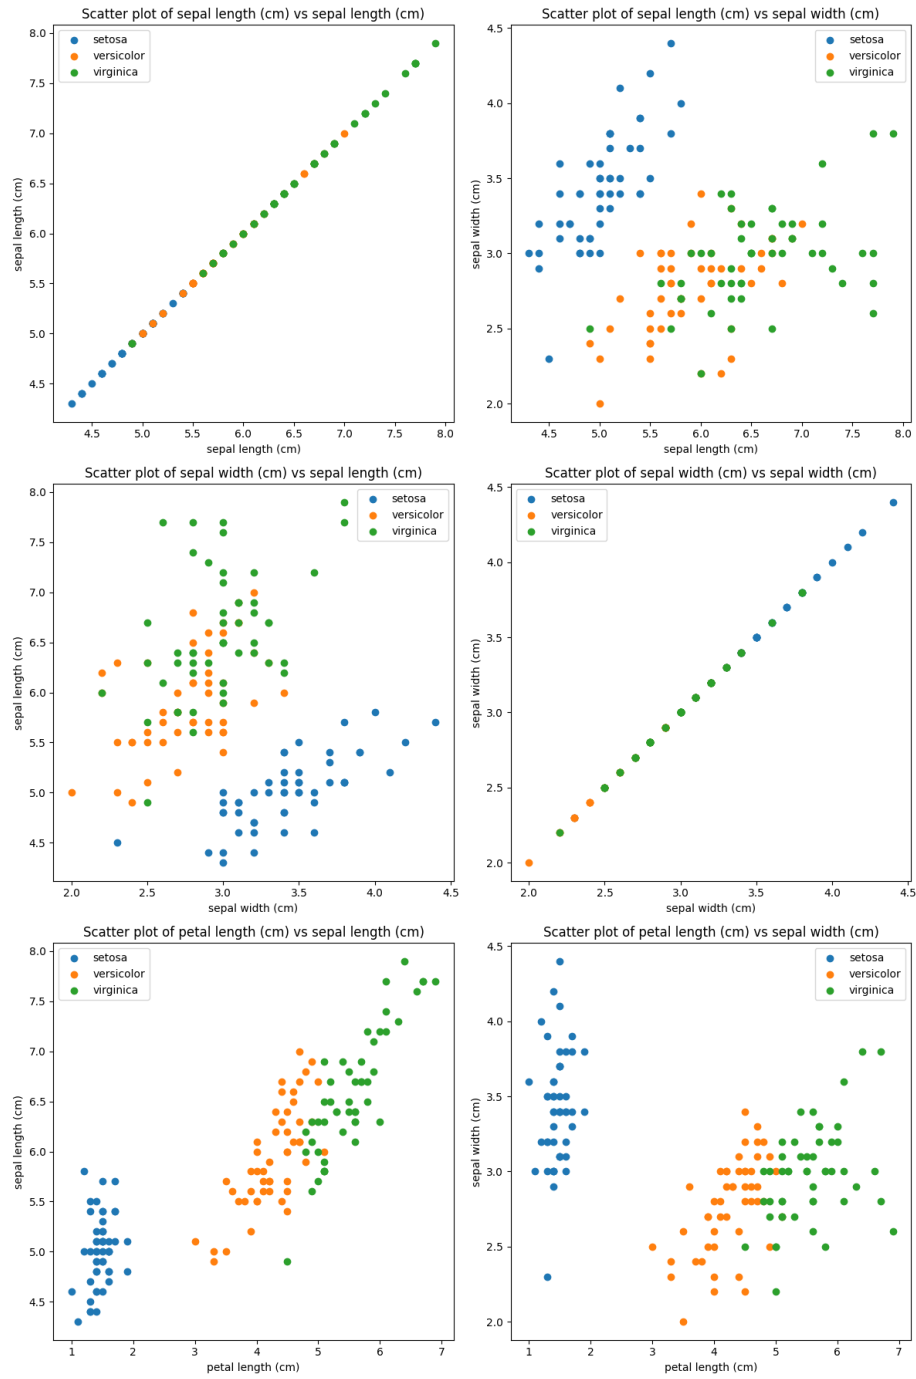 Scatter plot of sepal length (cm) vs sepal length (cm)
8.0
7.5
7.0
6.5
6.0
5.5
5.0
4.5
sepal length (cm)
setosa
versicolor
virginica
4.5 5.0 5.5 6.0 6.5 7.0 7.5 8.0
sepal length (cm)
Scatter plot of sepal length (cm) vs sepal width (cm)
4.5
4.0
3.5
3.0
2.5
2.0
sepal width (cm)
setosa
versicolor
virginica
4.5 5.0 5.5 6.0 6.5 7.0 7.5 8.0
sepal length (cm)
Scatter plot of sepal width (cm) vs sepal length (cm)
8.0
7.5
7.0
6.5
6.0
5.5
5.0
4.5
sepal length (cm)
setosa
versicolor
virginica
2.0 2.5 3.0 3.5 4.0 4.5
sepal width (cm)
Scatter plot of sepal width (cm) vs sepal width (cm)
4.5
4.0
3.5
3.0
2.5
2.0
sepal width (cm)
setosa
versicolor
virginica
2.0 2.5 3.0 3.5 4.0 4.5
sepal width (cm)
Scatter plot of petal length (cm) vs sepal length (cm)
8.0
7.5
7.0
6.5
6.0
5.5
5.0
4.5
sepal length (cm)
setosa
versicolor
virginica
1 2 3 4 5 6 7
petal length (cm)
Scatter plot of petal length (cm) vs sepal width (cm)
4.5
4.0
3.5
3.0
2.5
2.0
sepal width (cm)
setosa
versicolor
virginica
1 2 3 4 5 6 7
petal length (cm)